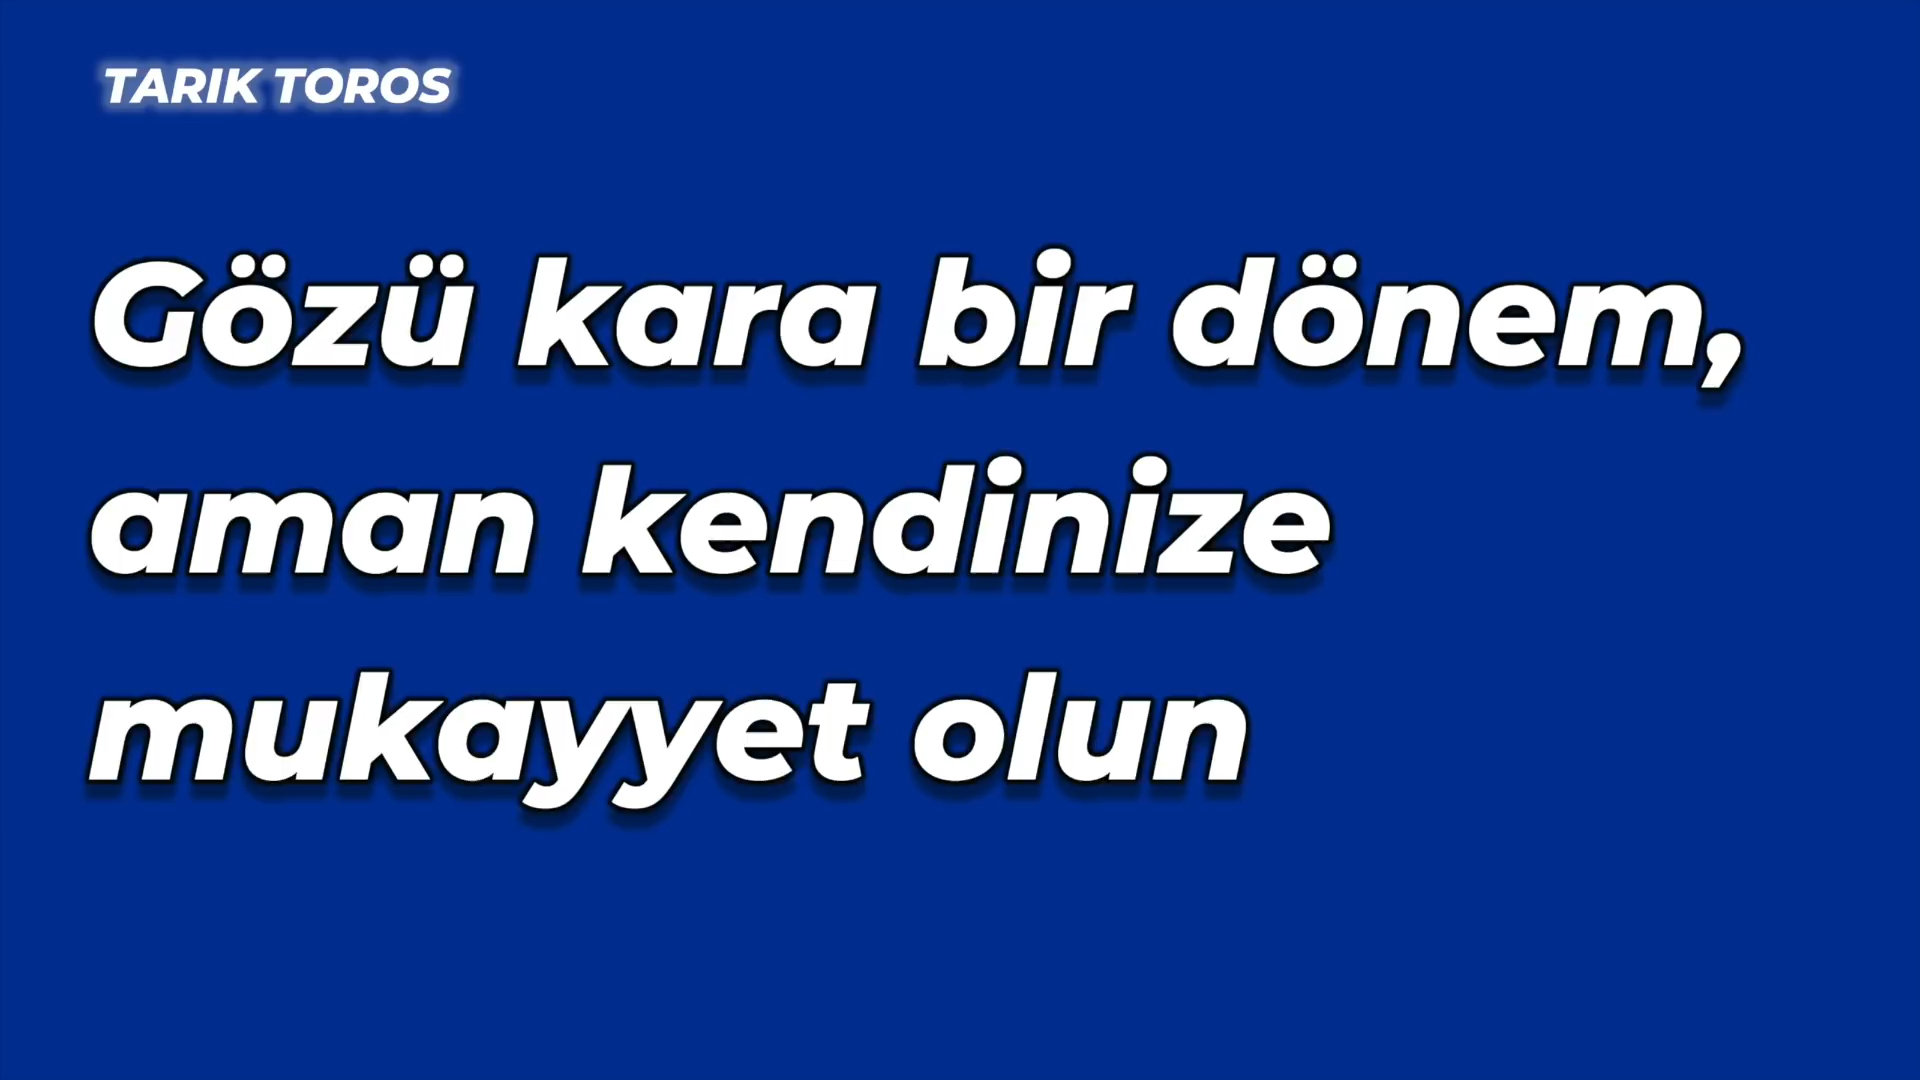 TARIK TOROS
Gözü kara bir dönem,
aman kendinize
mukayyet olun